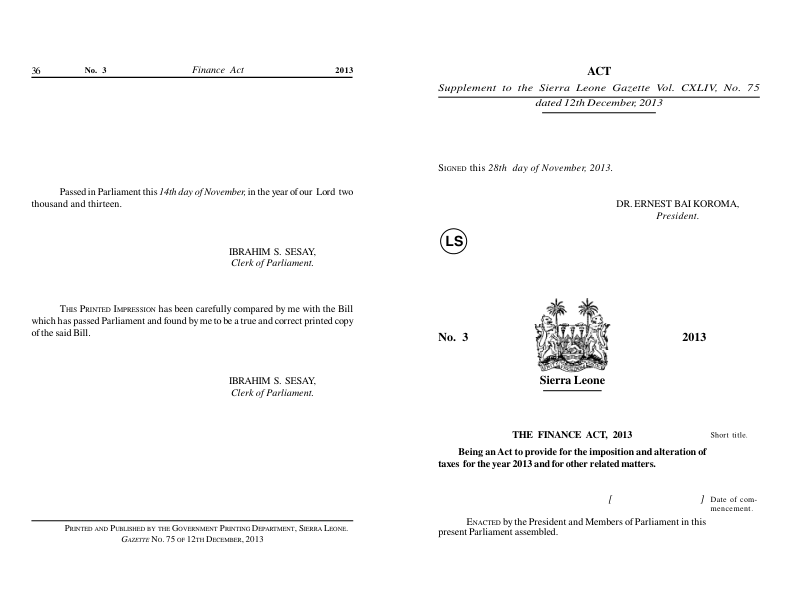 36 No. 3 Finance Act 2013
Passed in Parliament this 14th day of November, in the year of our Lord two
thousand and thirteen.
IBRAHIM S. SESAY,
Clerk of Parliament.
THIS PRINTED IMPRESSION has been carefully compared by me with the Bill
which has passed Parliament and found by me to be a true and correct printed copy
of the said Bill.
IBRAHIM S. SESAY,
Clerk of Parliament.
PRINTED AND PUBLISHED BY THE GOVERNMENT PRINTING DEPARTMENT, SIERRA LEONE.
GAZETTE NO. 75 OF 12TH DECEMBER, 2013
ACT
Supplement to the Sierra Leone Gazette Vol. CXLIV, No. 75
dated 12th December, 2013
SIGNED this 28th day of November, 2013.
DR. ERNEST BAI KOROMA,
President.
LS
No. 3 2013
Sierra Leone
THE FINANCE ACT, 2013 Short title.
Being an Act to provide for the imposition and alteration of
taxes for the year 2013 and for other related matters.
[ ] Date of com-
mencement.
ENACTED by the President and Members of Parliament in this
present Parliament assembled.